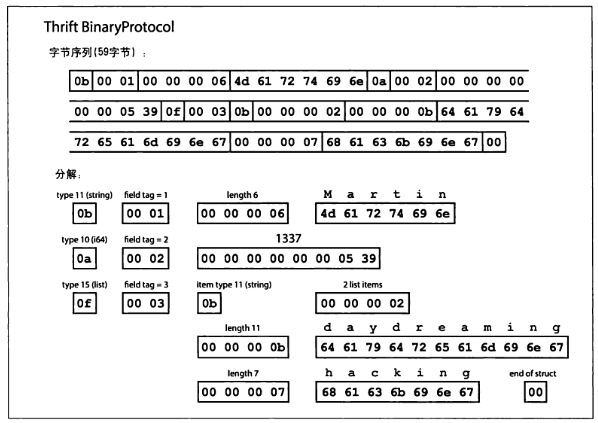 Thrift BinaryProtocol
字节序列(59字节)：
0b 00 01 00 00 00 06 4d 61 72 74 69 6e 0a 00 02 00 00 00 00
00 00 05 39 0f 00 03 0b 00 00 00 02 00 00 00 0b 64 61 79 64
72 65 61 6d 69 6e 67 00 00 00 07 68 61 63 6b 69 6e 67 00
分解：
type 11 (string) field tag = 1 length 6 M a r t i n
0b 00 01 00 00 00 06 4d 61 72 74 69 6e
type 10 (i64) field tag = 2 1337
0a 00 02 00 00 00 00 00 00 05 39
type 15 (list) field tag = 3 item type 11 (string) 2 list items
0f 00 03 0b 00 00 00 02
length 11 d a y d r e a m i n g
00 00 00 0b 64 61 79 64 72 65 61 6d 69 6e 67
length 7 h a c k i n g end of struct
00 00 00 07 68 61 63 6b 69 6e 67 00